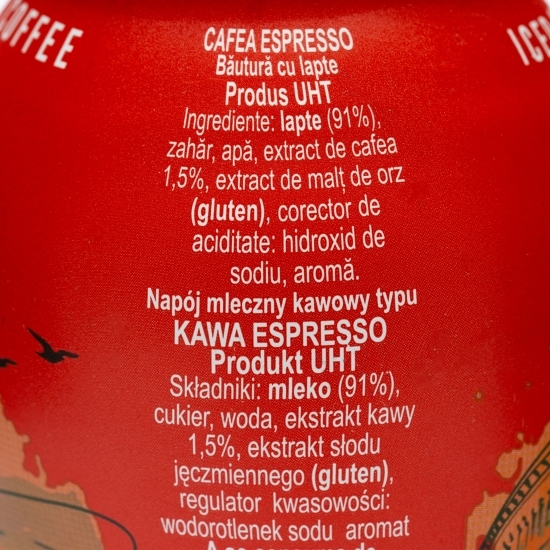 COFFEE
ICE
CAFEA ESPRESSO
Băutură cu lapte
Produs UHT
Ingrediente: lapte (91%),
zahăr, apă, extract de cafea
1,5%, extract de malț de orz
(gluten), corector de
aciditate: hidroxid de
sodiu, aromă.
Napój mleczny kawowy typu
KAWA ESPRESSO
Produkt UHT
Składniki: mleko (91%),
cukier, woda, ekstrakt kawy
1,5%, ekstrakt słodu
jęczmiennego (gluten),
regulator kwasowości:
wodorotlenek sodu aromat